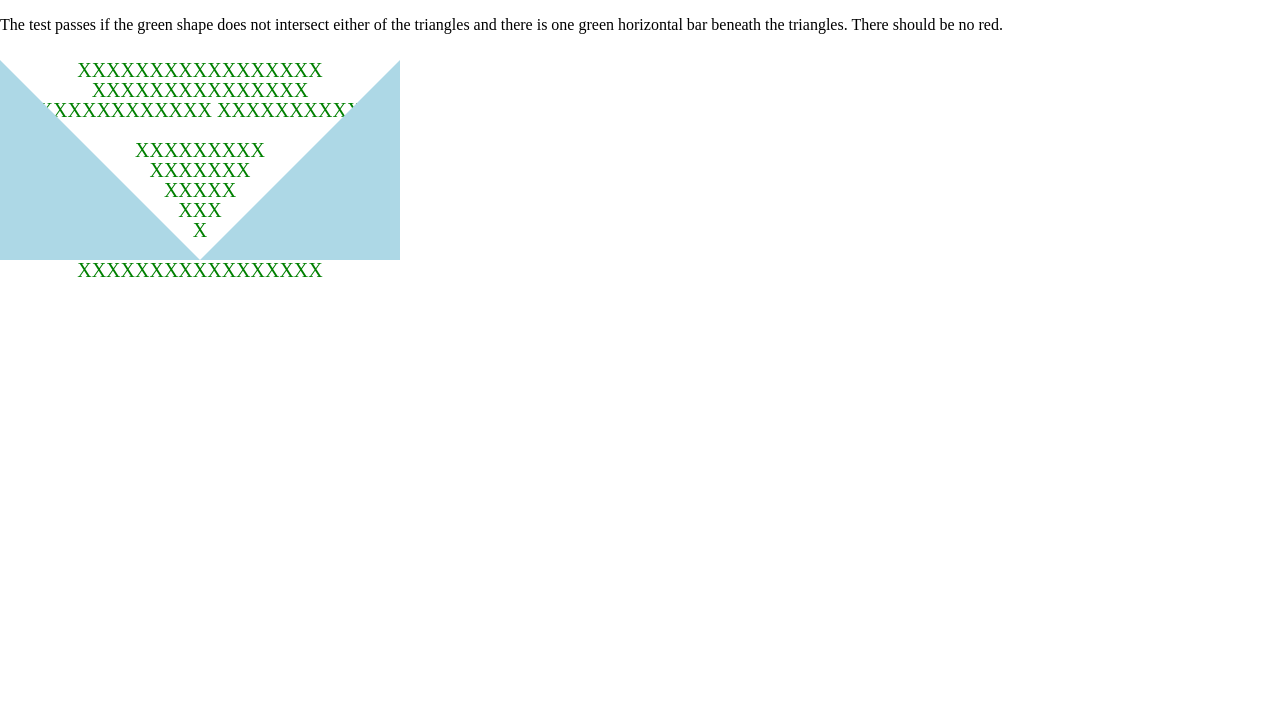 The test passes if the green shape does not intersect either of the triangles and there is one green horizontal bar beneath the triangles. There should be no red.
XXXXXXXXXXXXXXXXX
XXXXXXXXXXXXXXX
XXXXXXXXXXXX XXXXXXXXXX
XXXXXXXXX
XXXXXXX
XXXXX
XXX
X
XXXXXXXXXXXXXXXXX